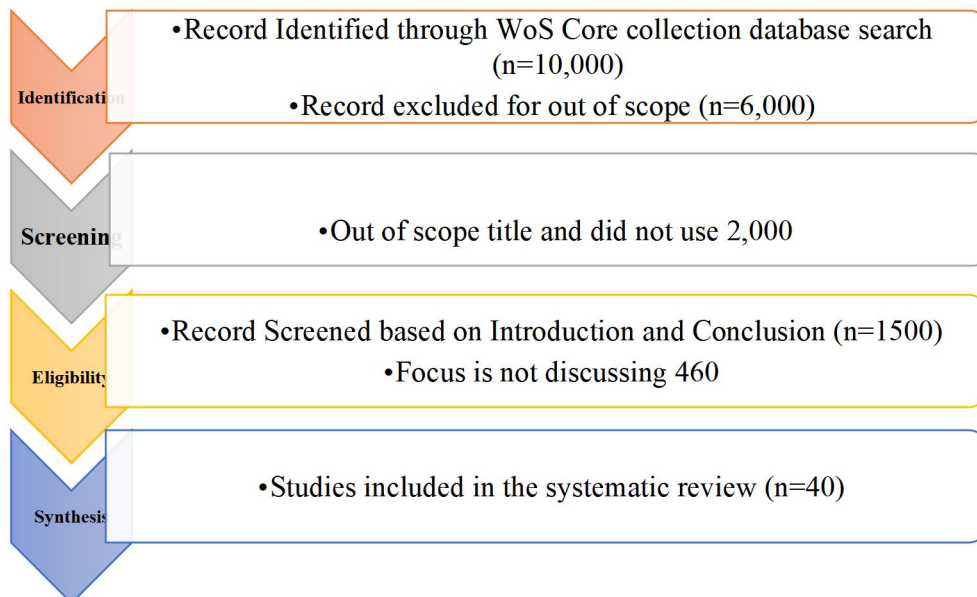 •Record Identified through WoS Core collection database search
(n=10,000)
Identification
•Record excluded for out of scope (n=6,000)
Screening
•Out of scope title and did not use 2,000
•Record Screened based on Introduction and Conclusion (n=1500)
Eligibility
•Focus is not discussing 460
•Studies included in the systematic review (n=40)
Synthesis